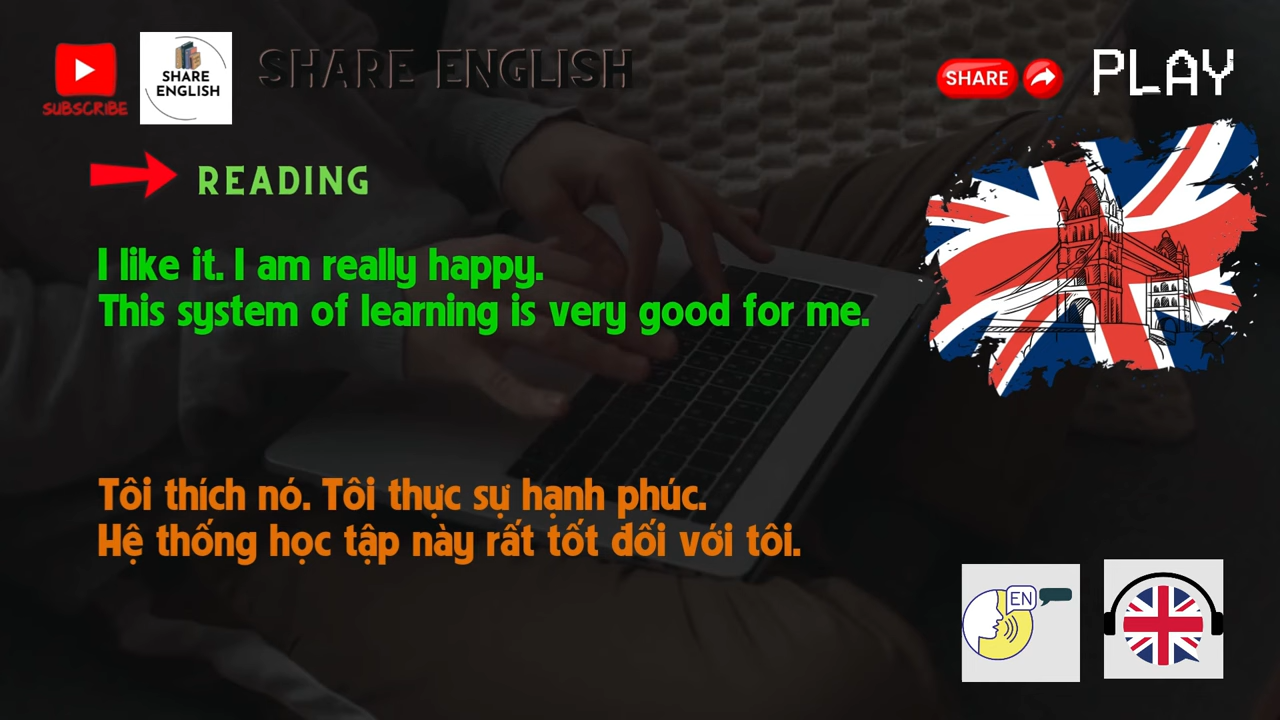 SUBSCRIBE
SHARE
ENGLISH
SHARE ENGLISH
SHARE
PLAY
READING
I like it. I am really happy.
This system of learning is very good for me.
Tôi thích nó. Tôi thực sự hạnh phúc.
Hệ thống học tập này rất tốt đối với tôi.
EN